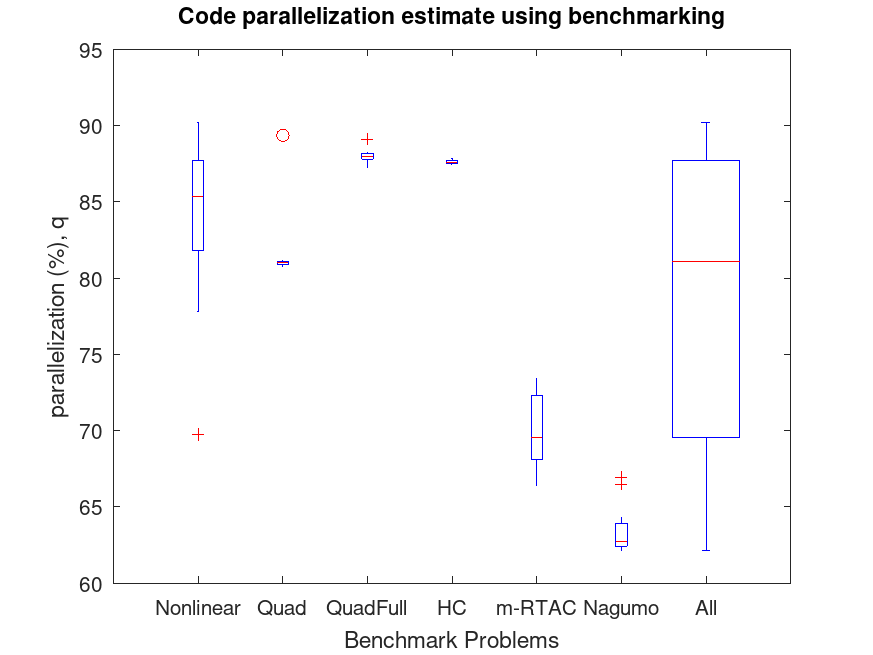 Code parallelization estimate using benchmarking
95
90
85
80
75
70
65
60
parallelization (%), q
Nonlinear Quad QuadFull HC m-RTAC Nagumo All
Benchmark Problems